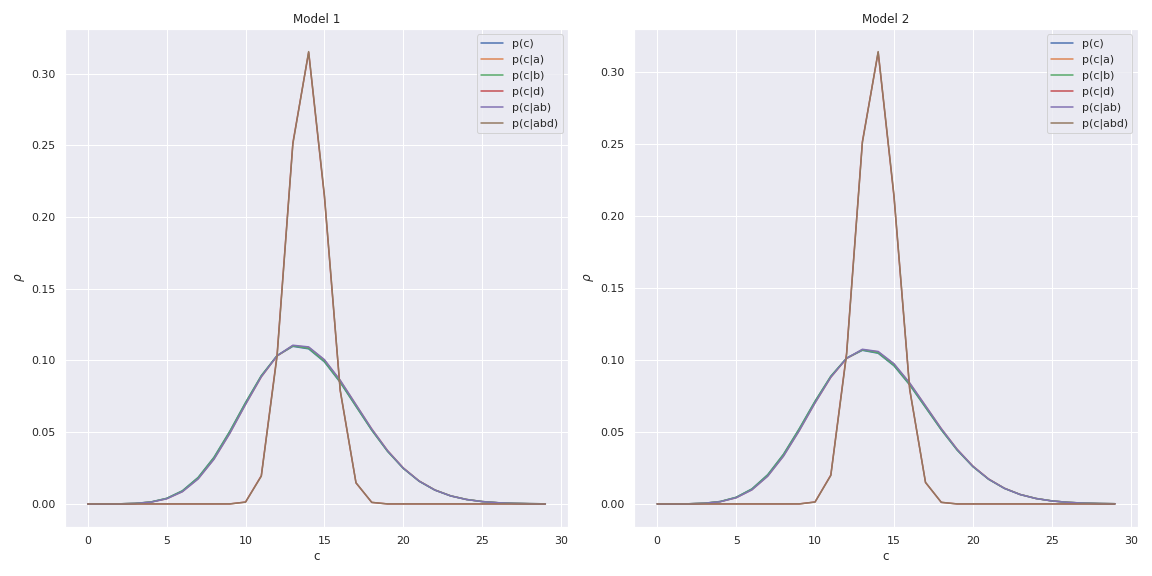 Model 1
p(c)
p(c|a)
p(c|b)
p(c|d)
p(c|ab)
p(c|abd)
0.30
0.25
0.20
0.15
0.10
0.05
0.00
ρ
0 5 10 15 20 25 30
c
Model 2
p(c)
p(c|a)
p(c|b)
p(c|d)
p(c|ab)
p(c|abd)
0.30
0.25
0.20
0.15
0.10
0.05
0.00
ρ
0 5 10 15 20 25 30
c